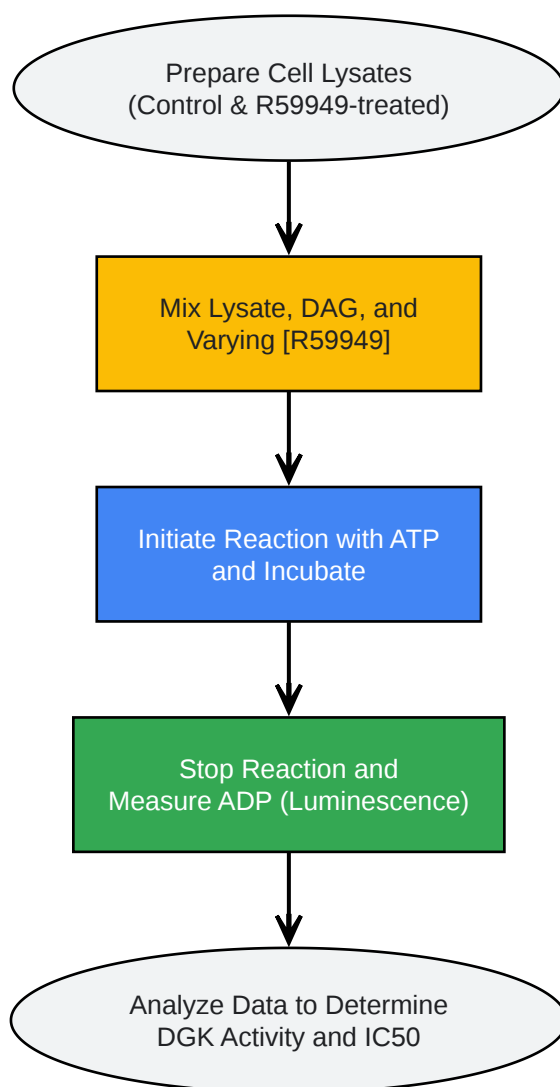 Prepare Cell Lysates
(Control & R59949-treated)
Mix Lysate, DAG, and
Varying [R59949]
Initiate Reaction with ATP
and Incubate
Stop Reaction and
Measure ADP (Luminescence)
Analyze Data to Determine
DGK Activity and IC50